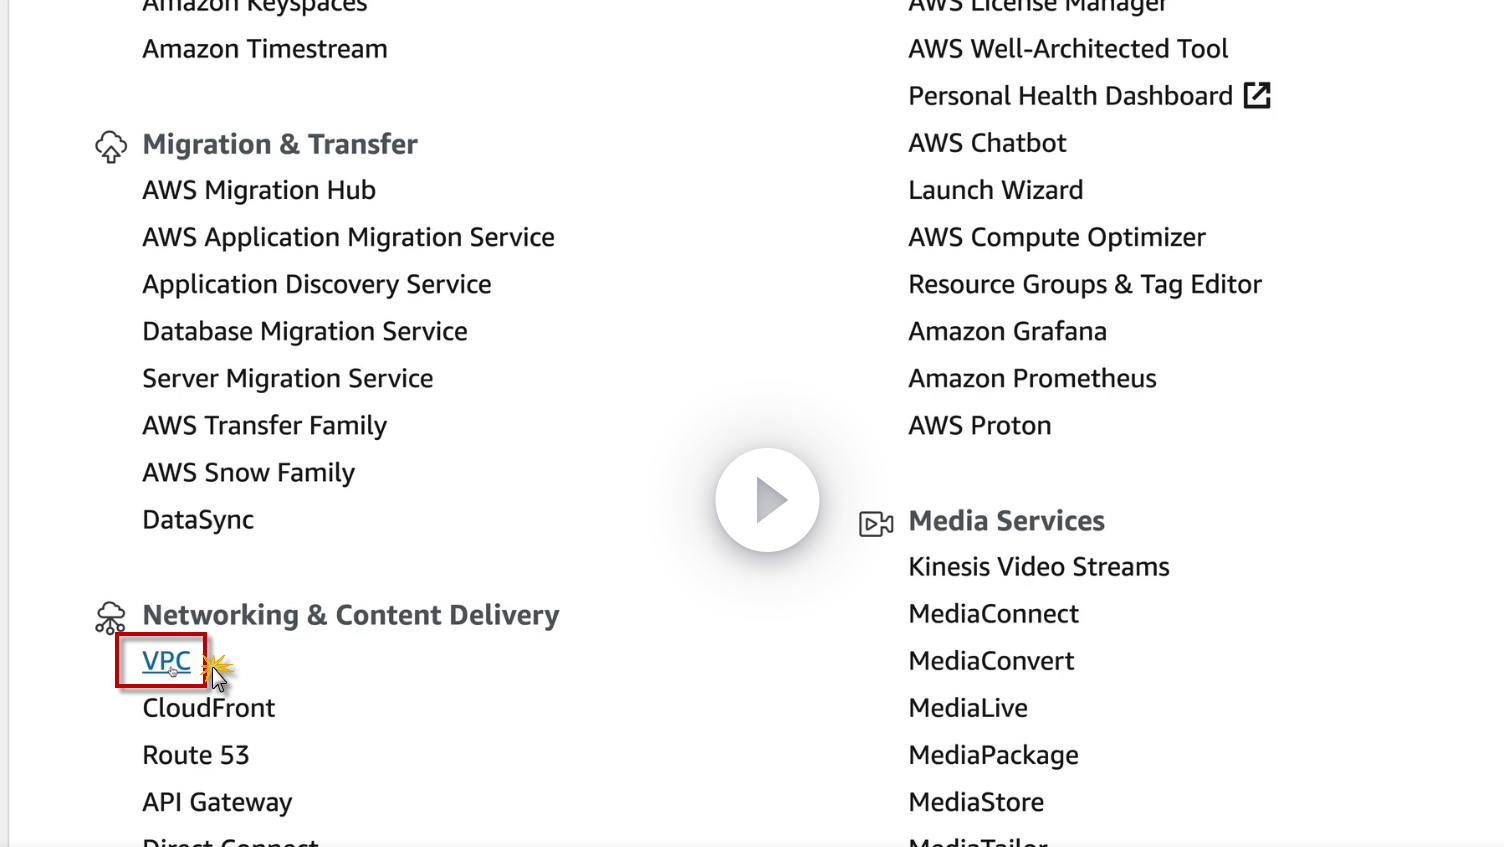 Amazon Keyspaces
Amazon Timestream
Migration & Transfer
AWS Migration Hub
AWS Application Migration Service
Application Discovery Service
Database Migration Service
Server Migration Service
AWS Transfer Family
AWS Snow Family
DataSync
Networking & Content Delivery
VPC
CloudFront
Route 53
API Gateway
Direct Connect
AWS License Manager
AWS Well-Architected Tool
Personal Health Dashboard
AWS Chatbot
Launch Wizard
AWS Compute Optimizer
Resource Groups & Tag Editor
Amazon Grafana
Amazon Prometheus
AWS Proton
Media Services
Kinesis Video Streams
MediaConnect
MediaConvert
MediaLive
MediaPackage
MediaStore
MediaTailor